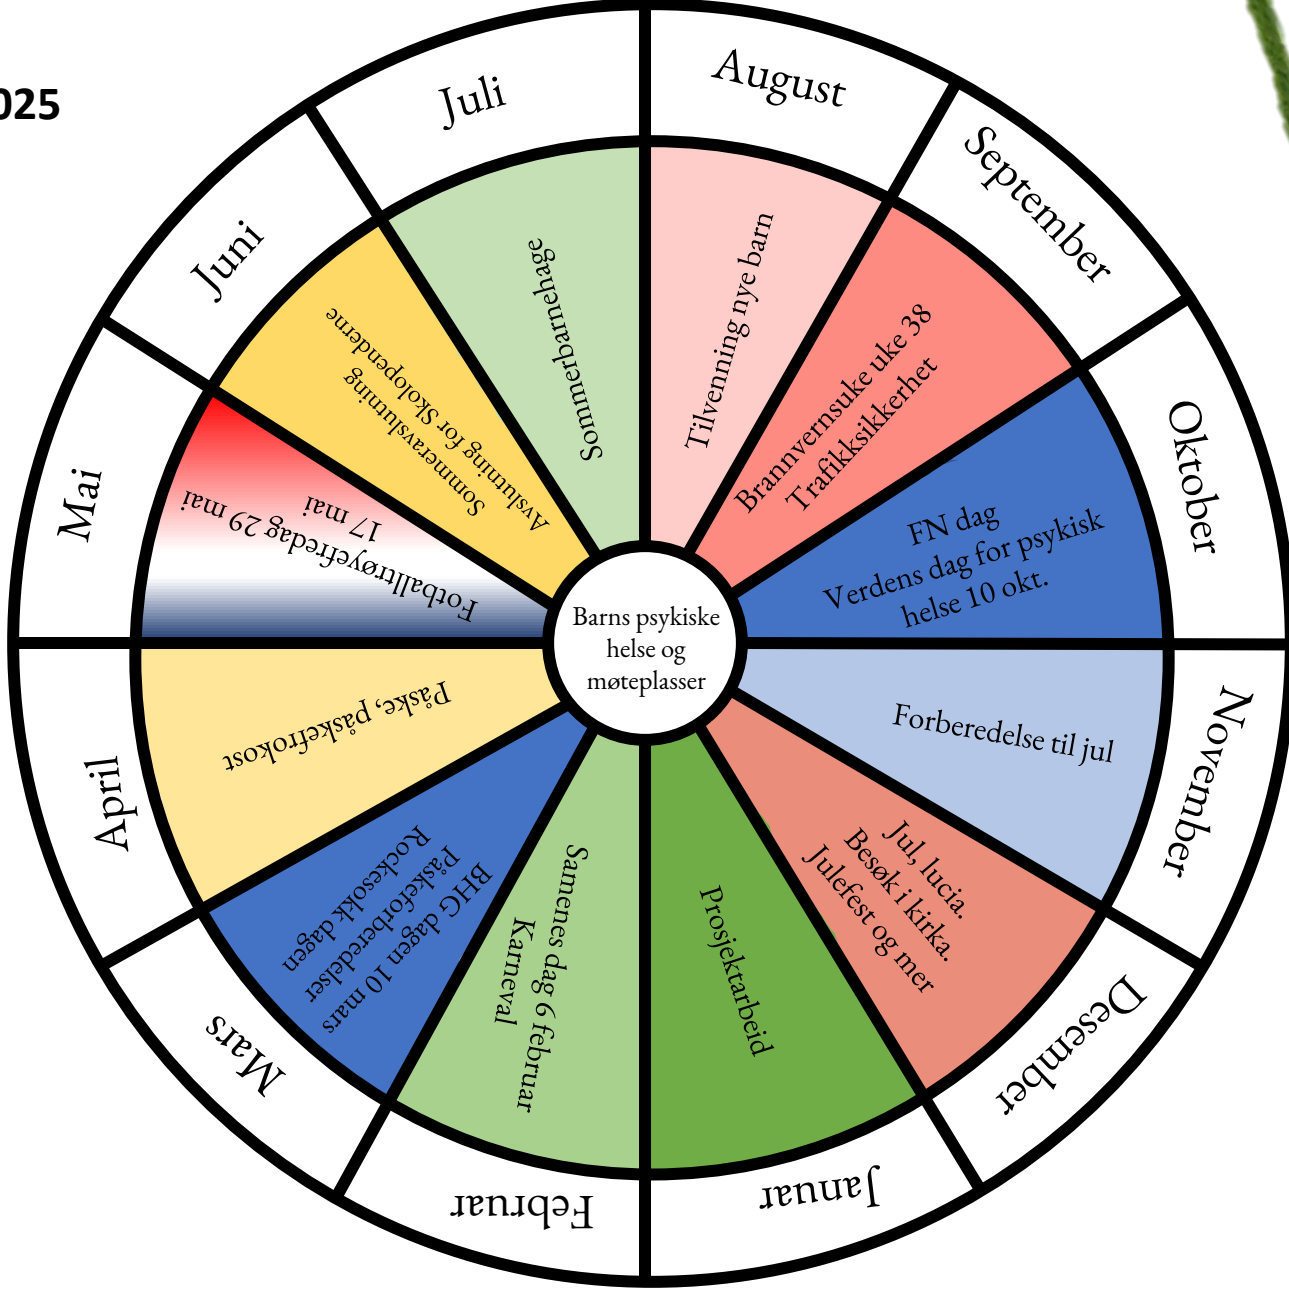 025
August
Tilvenning nye barn
September
Brannvernsuke uke 38
Trafikksikkerhet
Oktober
FN dag
Verdens dag for psykisk
helse 10 okt.
November
Forberedelse til jul
Desember
Jul, lucia.
Besøk i kirka.
Julefest og mer
Januar
Prosjektarbeid
Februar
Samenes dag 6 februar
Karneval
Mars
BHG dagen 10 mars
Påskeforberedelser
Rockesokk dagen
April
Påske, påskefrokost
Mai
Fotballtrøyefredag 29 mai
17 mai
Juni
Avslutning for Skolopenderne
Sommeravslutning
Juli
Sommerbarnehage
Barns psykiske
helse og
møteplasser